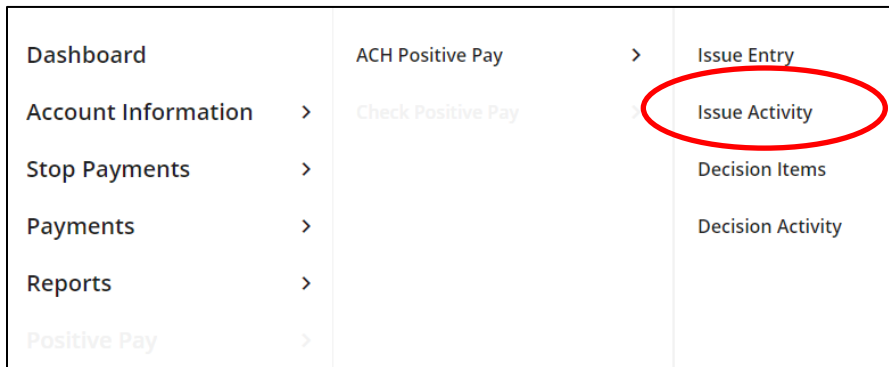 Dashboard
Account Information
Stop Payments
Payments
Reports
Positive Pay
ACH Positive Pay
Check Positive Pay
Issue Entry
Issue Activity
Decision Items
Decision Activity